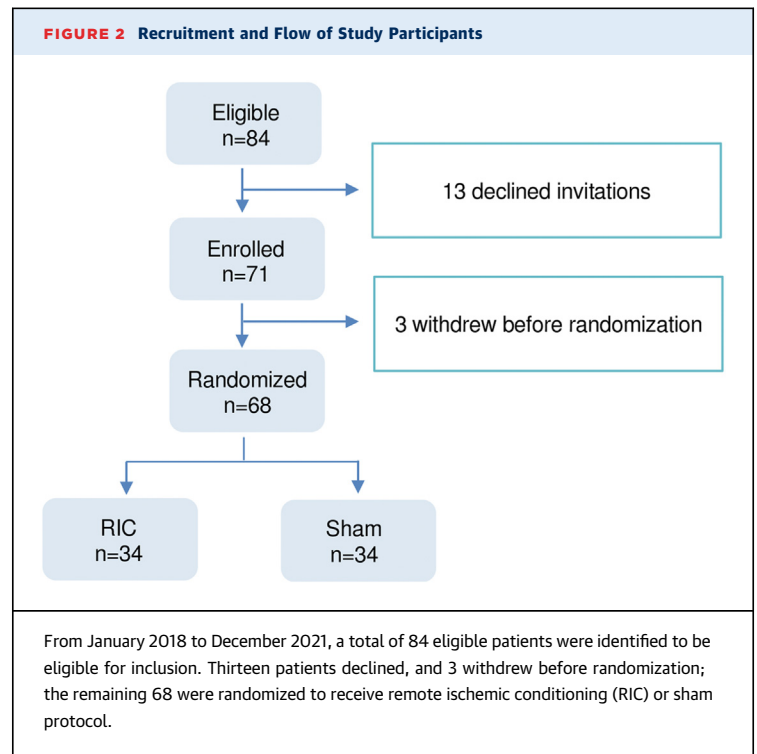 FIGURE 2 Recruitment and Flow of Study Participants
Eligible
n=84
13 declined invitations
Enrolled
n=71
3 withdrew before randomization
Randomized
n=68
RIC
n=34
Sham
n=34
From January 2018 to December 2021, a total of 84 eligible patients were identified to be
eligible for inclusion. Thirteen patients declined, and 3 withdrew before randomization;
the remaining 68 were randomized to receive remote ischemic conditioning (RIC) or sham
protocol.